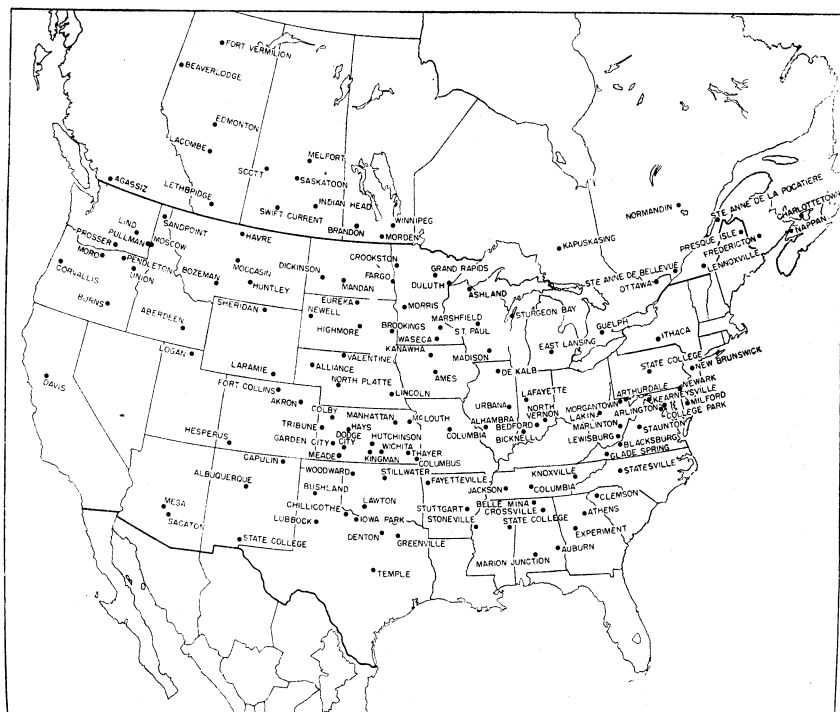 FORT VERMILION
BEAVERLODGE
EDMONTON
LACOMBE
MELFORT
SCOTT
SASKATOON
AGASSIZ
LETHBRIDGE
INDIAN HEAD
SWIFT CURRENT
WINNIPEG
BRANDON
MORDEN
NORMANDIN
STE ANNE DE LA POCATIERE
CHARLOTTETOWN
NAPPAN
PRESQUE ISLE
FREDERICTON
KAPUSKASING
STE ANNE DE BELLEVUE
LENNOXVILLE
OTTAWA
SANDPOINT
LIND
PULLMAN
MOSCOW
PROSSER
MORO
PENDLETON
UNION
CORVALLIS
BURNS
HAVRE
MOCCASIN
BOZEMAN
HUNTLEY
DICKINSON
MANDAN
CROOKSTON
FARGO
GRAND RAPIDS
DULUTH
ASHLAND
ABERDEEN
SHERIDAN
EUREKA
NEWELL
HIGHMORE
BROOKINGS
MORRIS
MARSHFIELD
ST. PAUL
WASECA
STURGEON BAY
GUELPH
ITHACA
LOGAN
LARAMIE
VALENTINE
ALLIANCE
KANAWHA
MADISON
EAST LANSING
STATE COLLEGE
NEW BRUNSWICK
DAVIS
FORT COLLINS
NORTH PLATTE
AKRON
LINCOLN
AMES
DE KALB
LAFAYETTE
URBANA
NORTH
VERNON
ARTHURDALE
NEWARK
KEARNEYSVILLE
MORGANTOWN
MILFORD
LAKIN
ARLINGTON
COLLEGE PARK
MARLINTON
STAUNTON
LEWISBURG
BLACKSBURG
GLADE SPRING
COLBY
MANHATTAN
MCLOUTH
TRIBUNE
HAYS
DODGE
CITY
HUTCHINSON
GARDEN CITY
WICHITA
MEADE
KINGMAN
THAYER
COLUMBUS
COLUMBIA
ALHAMBRA
BEDFORD
BICKNELL
HESPERUS
CAPULIN
ALBUQUERQUE
WOODWARD
STILLWATER
BUSHLAND
FAYETTEVILLE
KNOXVILLE
STATESVILLE
JACKSON
COLUMBIA
CLEMSON
MESA
SACATON
LAWTON
CHILLICOTHE
IOWA PARK
LUBBOCK
STUTTGART
BELLE MINA
CROSSVILLE
STONEVILLE
STATE COLLEGE
ATHENS
EXPERIMENT
STATE COLLEGE
DENTON
GREENVILLE
AUBURN
MARION JUNCTION
TEMPLE